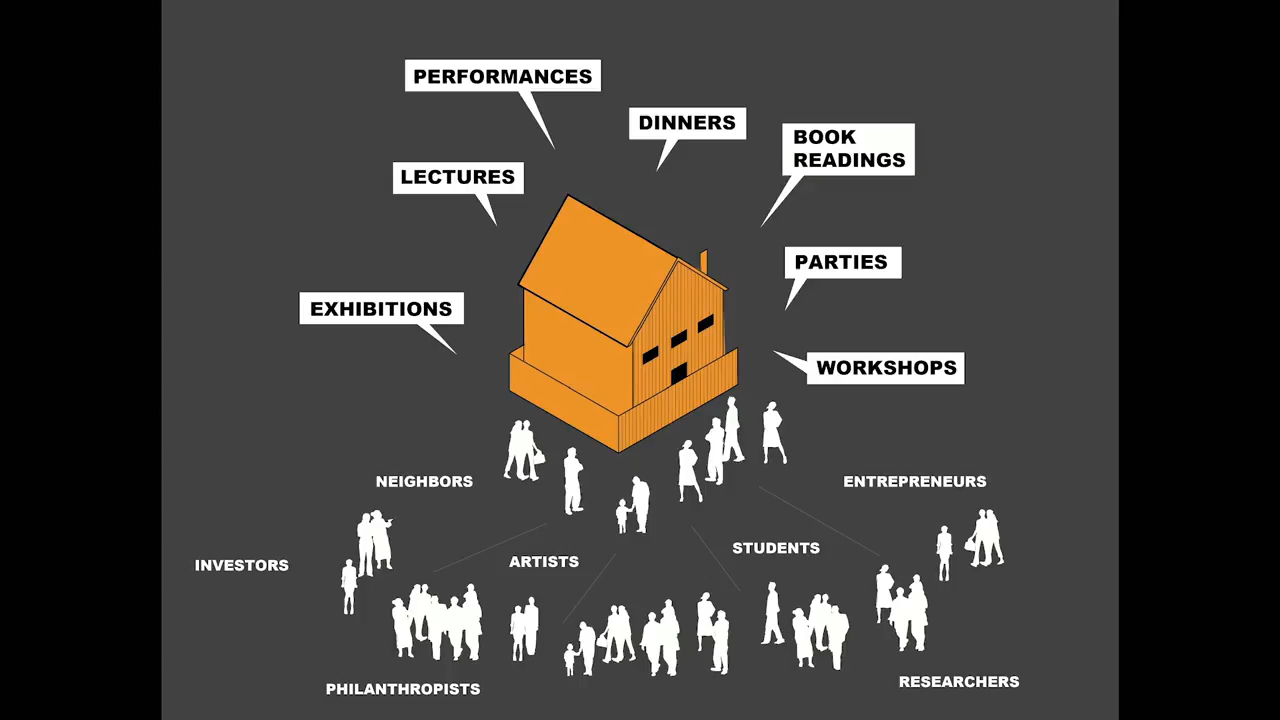 PERFORMANCES
DINNERS
BOOK
READINGS
LECTURES
PARTIES
EXHIBITIONS
WORKSHOPS
NEIGHBORS
ENTREPRENEURS
INVESTORS
ARTISTS
STUDENTS
PHILANTHROPISTS
RESEARCHERS